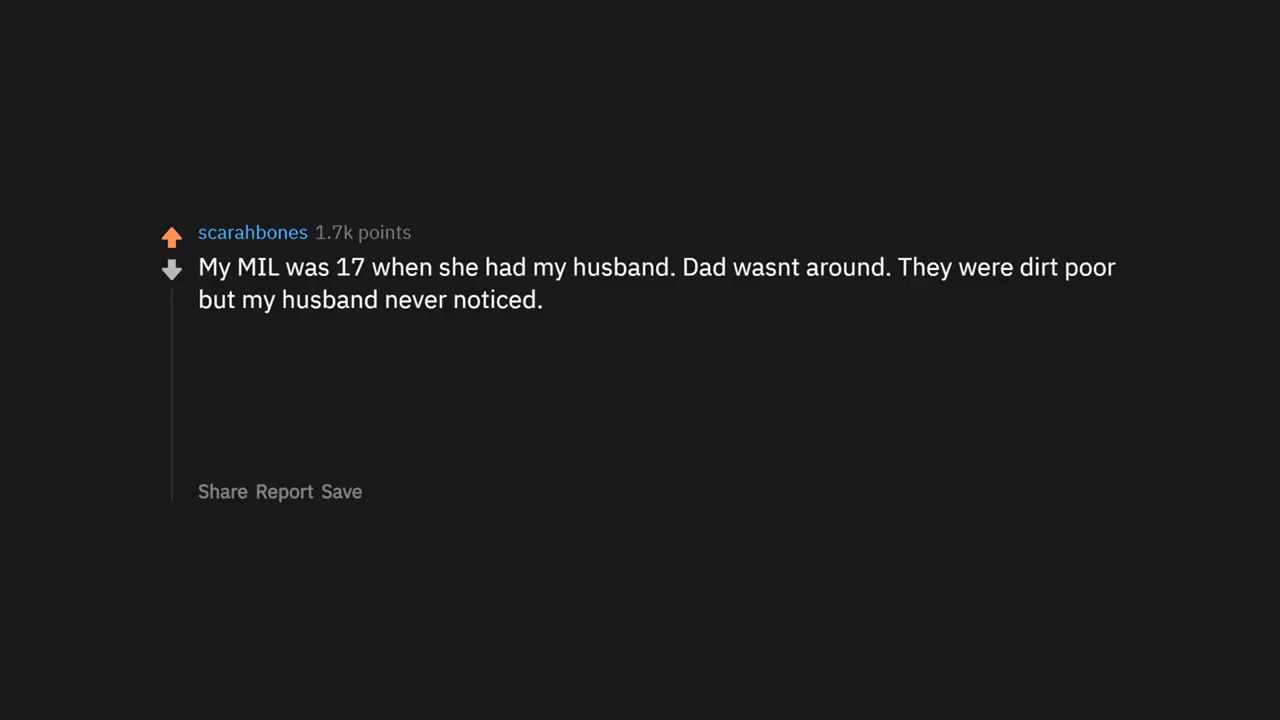 scarahbones 1.7k points
My MIL was 17 when she had my husband. Dad wasnt around. They were dirt poor
but my husband never noticed.
Share Report Save